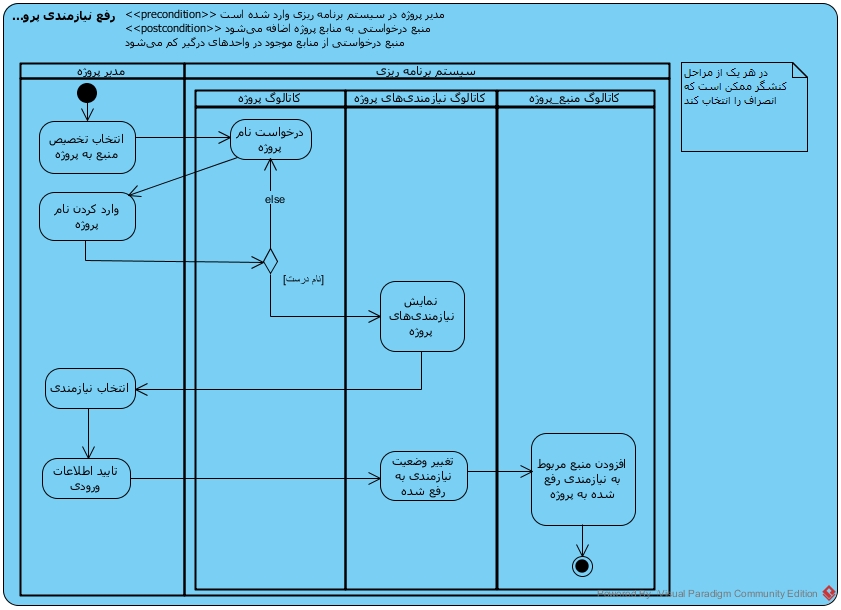 رفع نیازمندی پرو...
<<precondition>> مدیر پروژه در سیستم برنامه ریزی وارد شده است
<<postcondition>> منبع درخواستی به منابع پروژه اضافه می‌شود
منبع درخواستی از منابع موجود در واحدهای درگیر کم می‌شود
مدیر پروژه
سیستم برنامه ریزی
کاتالوگ پروژه
کاتالوگ نیازمندی‌های پروژه
کاتالوگ منبع_پروژه
در هر یک از مراحل
کنشگر ممکن است که
انصراف را انتخاب کند
انتخاب تخصیص
منبع به پروژه
درخواست نام
پروژه
وارد کردن نام
پروژه
else
[نام درست]
نمایش
نیازمندی‌های
پروژه
انتخاب نیازمندی
تایید اطلاعات
ورودی
تغییر وضعیت
نیازمندی به
رفع شده
افزودن منبع مربوط
به نیازمندی رفع
شده به پروژه
Powered By Visual Paradigm Community Edition